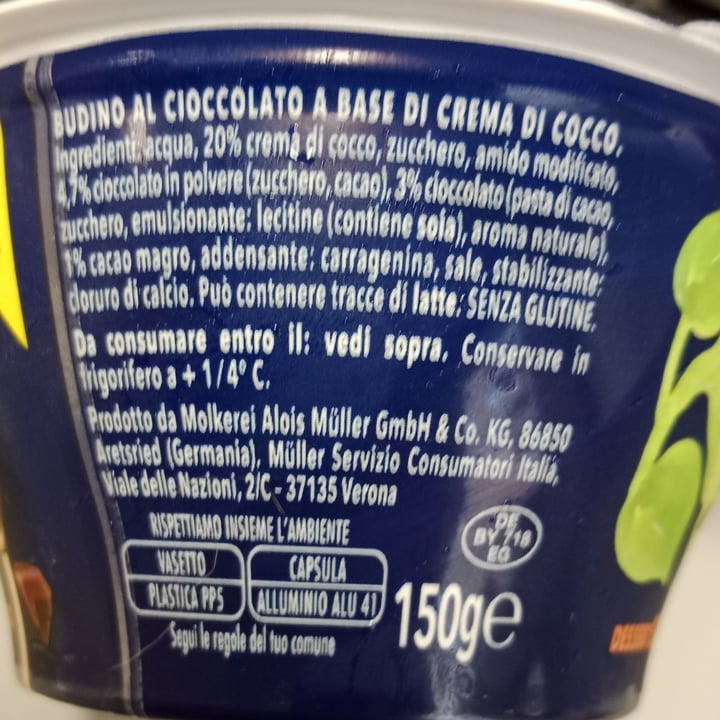 BUDINO AL CIOCCOLATO A BASE DI CREMA DI COCCO.
Ingredienti: acqua, 20% crema di cocco, zucchero, amido modificato,
4,7% cioccolato in polvere (zucchero, cacao), 3% cioccolato (pasta di cacao,
zucchero, emulsionante: lecitine (contiene soia), aroma naturale),
1% cacao magro, addensante: carragenina, sale, stabilizzante:
cloruro di calcio. Può contenere tracce di latte. SENZA GLUTINE.
Da consumare entro il: vedi sopra. Conservare in
frigorifero a + 1/4° C.
Prodotto da Molkerei Alois Müller GmbH & Co. KG, 86850
Aretsried (Germania), Müller Servizio Consumatori Italia,
Viale delle Nazioni, 2/C - 37135 Verona
RISPETTIAMO INSIEME L'AMBIENTE
VASETTO
PLASTICA PP5
CAPSULA
ALLUMINIO ALU 41
Segui le regole del tuo comune
DE
BY 718
EG
150g e